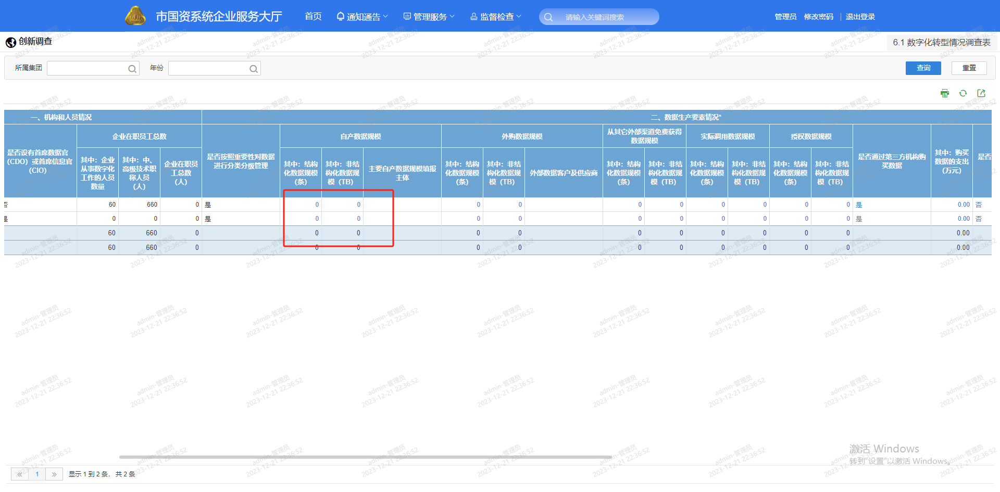 市国资系统企业服务大厅 首页 通知通告 管理服务 监督检查 请输入关键词搜索 管理员 修改密码 退出登录
创新调查 6.1 数字化转型情况调查表
所属集团 年份 查询 重置
一、机构和人员情况 二、数据生产要素情况*
企业在职员工总数 自产数据规模 外购数据规模 从其它外部渠道免费获得数据规模 实际调用数据规模 授权数据规模
是否设有首席数据官（CDO）或首席信息官（CIO） 其中：企业从事数字化工作的人员数量 其中：中、高级技术职称人员（人） 企业在职员工总数（人） 是否按照重要性对数据进行分类分级管理 其中：结构化数据规模（条） 其中：非结构化数据规模（TB） 主要自产数据规模填报主体 其中：结构化数据规模（条） 其中：非结构化数据规模（TB） 外部数据客户及供应商 其中：结构化数据规模（条） 其中：非结构化数据规模（TB） 其中：结构化数据规模（条） 其中：非结构化数据规模（TB） 其中：结构化数据规模（条） 其中：非结构化数据规模（TB） 是否通过第三方机构购买数据 其中：购买数据的支出（万元） 是否
否 60 660 0 是 0 0 0 0 0 0 0 0 0 0 是 0.00 否
是 0 0 0 是 0 0 0 0 0 0 0 0 0 0 是 0.00 否
60 660 0 0 0 0 0 0 0 0 0 0 0 0.00
60 660 0 0 0 0 0 0 0 0 0 0 0 0.00
admin-管理员
2023-12-21 22:36:52
激活 Windows
转到"设置"以激活 Windows。
« 1 » 显示 1 到 2 条， 共 2 条